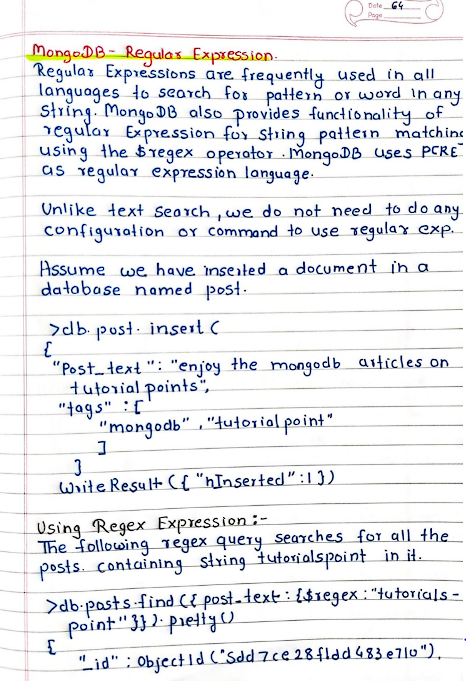 Date 64
Page
MongoDB - Regular Expression.
Regular Expressions are frequently used in all
languages to search for pattern or word in any
String. MongoDB also provides functionality of
regular Expression for string pattern matching
using the $regex operator. MongoDB uses PCRE
as regular expression language.
Unlike text search, we do not need to do any
configuration or command to use regular exp.
Assume we have inserted a document in a
database named post.
>db. post. insert (
{
"Post_text": "enjoy the mongodb articles on
tutorial points",
"tags" : [
"mongodb", "tutorial point"
]
}
Write Result ({ "nInserted" : 1 })
Using Regex Expression :-
The following regex query searches for all the
posts. containing string tutorialspoint in it.
>db.posts.find ({ post_text : {$regex : "tutorials-
point" }}). pretty ()
{
"_id" : ObjectId ("5dd7ce28f1dd483e710"),